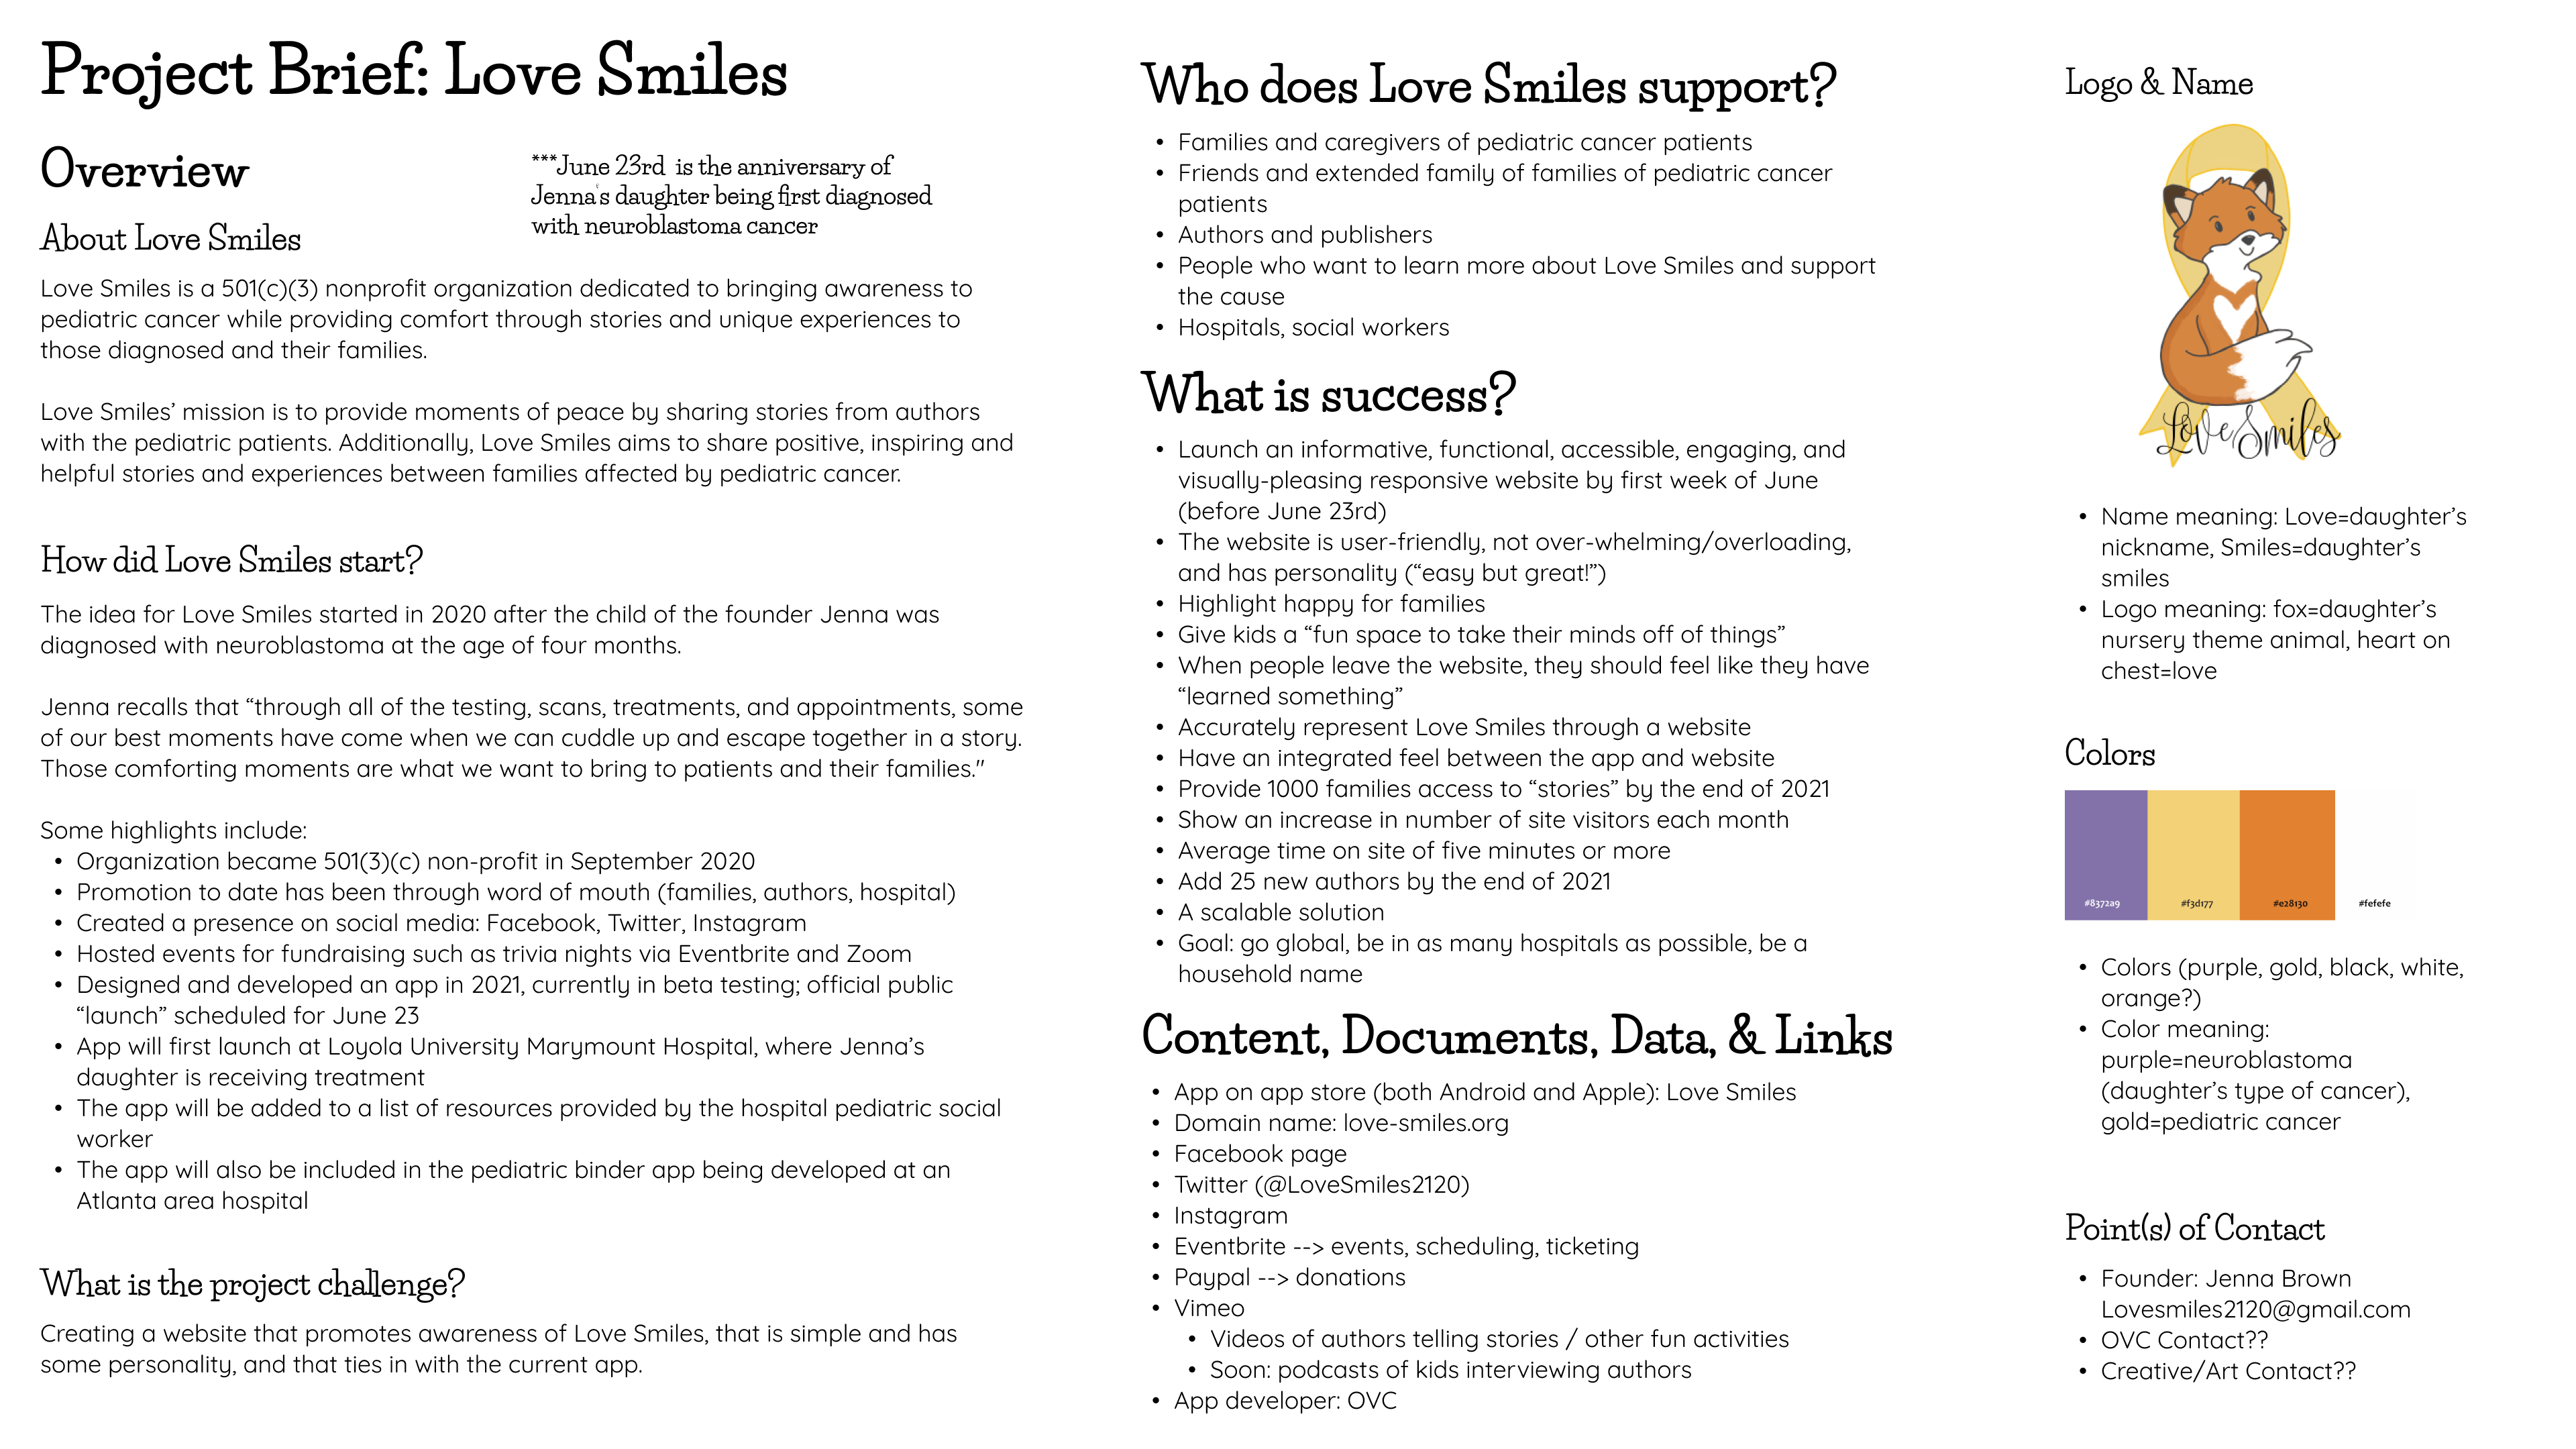 Project Brief: Love Smiles
Overview
***June 23rd  is the anniversary of
Jenna's daughter being first diagnosed
with neuroblastoma cancer
About Love Smiles
Love Smiles is a 501(c)(3) nonprofit organization dedicated to bringing awareness to
pediatric cancer while providing comfort through stories and unique experiences to
those diagnosed and their families.
Love Smiles’ mission is to provide moments of peace by sharing stories from authors
with the pediatric patients. Additionally, Love Smiles aims to share positive, inspiring and
helpful stories and experiences between families affected by pediatric cancer.
How did Love Smiles start?
The idea for Love Smiles started in 2020 after the child of the founder Jenna was
diagnosed with neuroblastoma at the age of four months.
Jenna recalls that “through all of the testing, scans, treatments, and appointments, some
of our best moments have come when we can cuddle up and escape together in a story.
Those comforting moments are what we want to bring to patients and their families."
Some highlights include:
• Organization became 501(3)(c) non-profit in September 2020
• Promotion to date has been through word of mouth (families, authors, hospital)
• Created a presence on social media: Facebook, Twitter, Instagram
• Hosted events for fundraising such as trivia nights via Eventbrite and Zoom
• Designed and developed an app in 2021, currently in beta testing; official public
“launch” scheduled for June 23
• App will first launch at Loyola University Marymount Hospital, where Jenna’s
daughter is receiving treatment
• The app will be added to a list of resources provided by the hospital pediatric social
worker
• The app will also be included in the pediatric binder app being developed at an
Atlanta area hospital
What is the project challenge?
Creating a website that promotes awareness of Love Smiles, that is simple and has
some personality, and that ties in with the current app.
Who does Love Smiles support?
• Families and caregivers of pediatric cancer patients
• Friends and extended family of families of pediatric cancer
patients
• Authors and publishers
• People who want to learn more about Love Smiles and support
the cause
• Hospitals, social workers
What is success?
• Launch an informative, functional, accessible, engaging, and
visually-pleasing responsive website by first week of June
(before June 23rd)
• The website is user-friendly, not over-whelming/overloading,
and has personality (“easy but great!”)
• Highlight happy for families
• Give kids a “fun space to take their minds off of things”
• When people leave the website, they should feel like they have
“learned something”
• Accurately represent Love Smiles through a website
• Have an integrated feel between the app and website
• Provide 1000 families access to “stories” by the end of 2021
• Show an increase in number of site visitors each month
• Average time on site of five minutes or more
• Add 25 new authors by the end of 2021
• A scalable solution
• Goal: go global, be in as many hospitals as possible, be a
household name
Content, Documents, Data, & Links
• App on app store (both Android and Apple): Love Smiles
• Domain name: love-smiles.org
• Facebook page
• Twitter (@LoveSmiles2120)
• Instagram
• Eventbrite --> events, scheduling, ticketing
• Paypal --> donations
• Vimeo
• Videos of authors telling stories / other fun activities
• Soon: podcasts of kids interviewing authors
• App developer: OVC
Logo & Name
Love Smiles
• Name meaning: Love=daughter’s
nickname, Smiles=daughter’s
smiles
• Logo meaning: fox=daughter’s
nursery theme animal, heart on
chest=love
Colors
#8372a9 #f3d177 #e28130 #fefefe
• Colors (purple, gold, black, white,
orange?)
• Color meaning:
purple=neuroblastoma
(daughter’s type of cancer),
gold=pediatric cancer
Point(s) of Contact
• Founder: Jenna Brown
Lovesmiles2120@gmail.com
• OVC Contact??
• Creative/Art Contact??